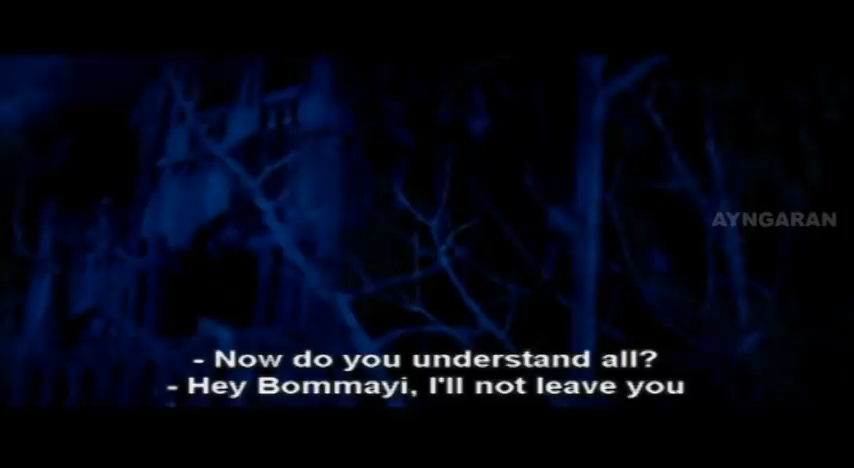 AYNGARAN
- Now do you understand all?
- Hey Bommayi, I'll not leave you